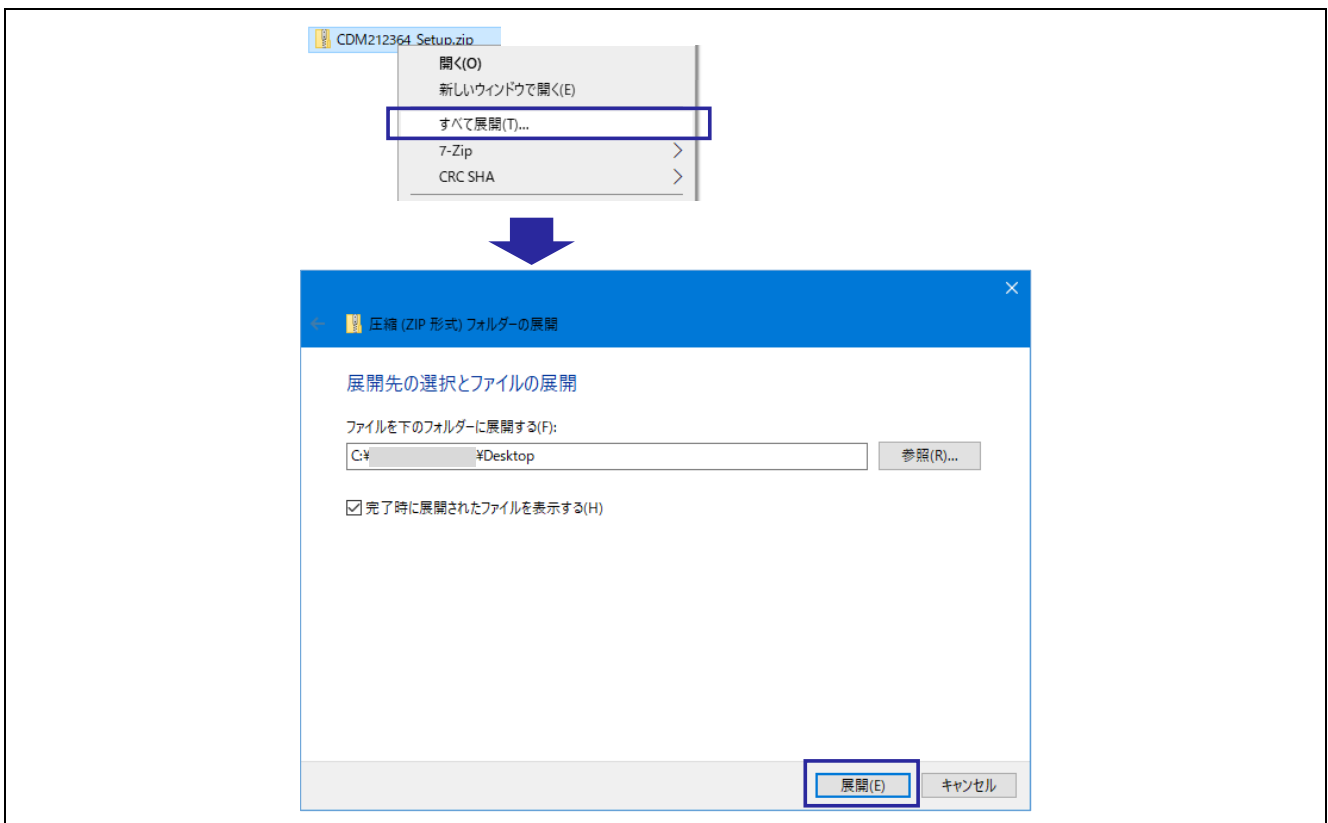 CDM212364_Setup.zip
開く(O)
新しいウィンドウで開く(E)
すべて展開(T)...
7-Zip
CRC SHA
圧縮 (ZIP 形式) フォルダーの展開
展開先の選択とファイルの展開
ファイルを下のフォルダーに展開する(F):
C:¥ ¥Desktop
参照(R)...
完了時に展開されたファイルを表示する(H)
展開(E)
キャンセル